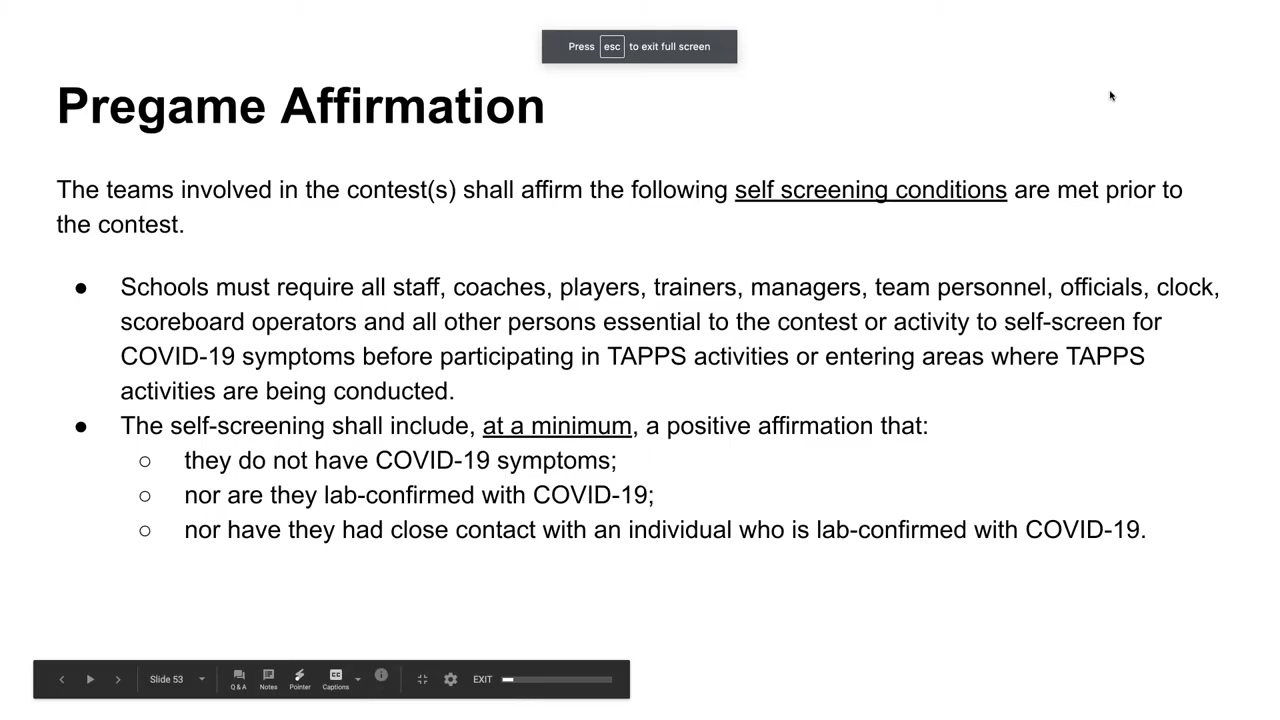 Press esc to exit full screen
Pregame Affirmation
The teams involved in the contest(s) shall affirm the following self screening conditions are met prior to
the contest.
● Schools must require all staff, coaches, players, trainers, managers, team personnel, officials, clock,
scoreboard operators and all other persons essential to the contest or activity to self-screen for
COVID-19 symptoms before participating in TAPPS activities or entering areas where TAPPS
activities are being conducted.
● The self-screening shall include, at a minimum, a positive affirmation that:
○ they do not have COVID-19 symptoms;
○ nor are they lab-confirmed with COVID-19;
○ nor have they had close contact with an individual who is lab-confirmed with COVID-19.
Slide 53 Q&A Notes Pointer CC Captions EXIT